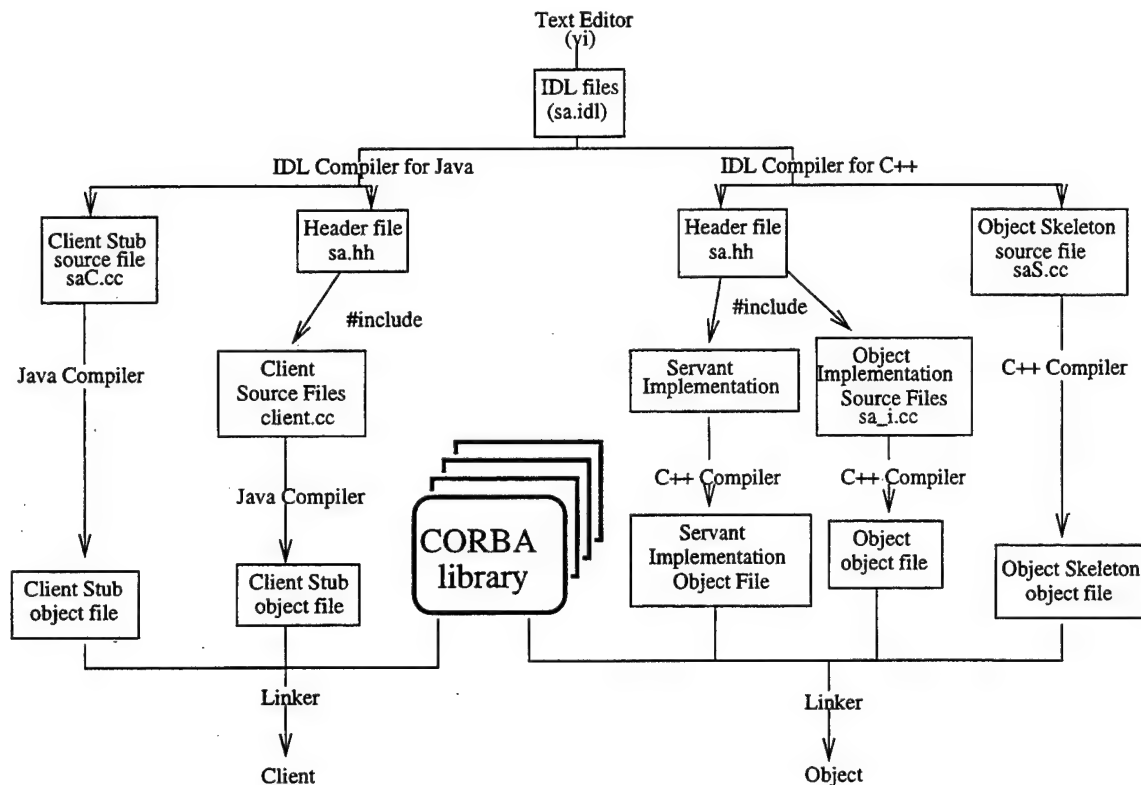 Text Editor
(vi)
IDL files
(sa.idl)
IDL Compiler for Java
IDL Compiler for C++
Client Stub
source file
saC.cc
Header file
sa.hh
Header file
sa.hh
Object Skeleton
source file
saS.cc
#include
#include
Java Compiler
Client
Source Files
client.cc
Servant
Implementation
Object
Implementation
Source Files
sa_i.cc
C++ Compiler
Java Compiler
C++ Compiler
C++ Compiler
CORBA
library
Servant
Implementation
Object File
Object
object file
Client Stub
object file
Client Stub
object file
Object Skeleton
object file
Linker
Linker
Client
Object